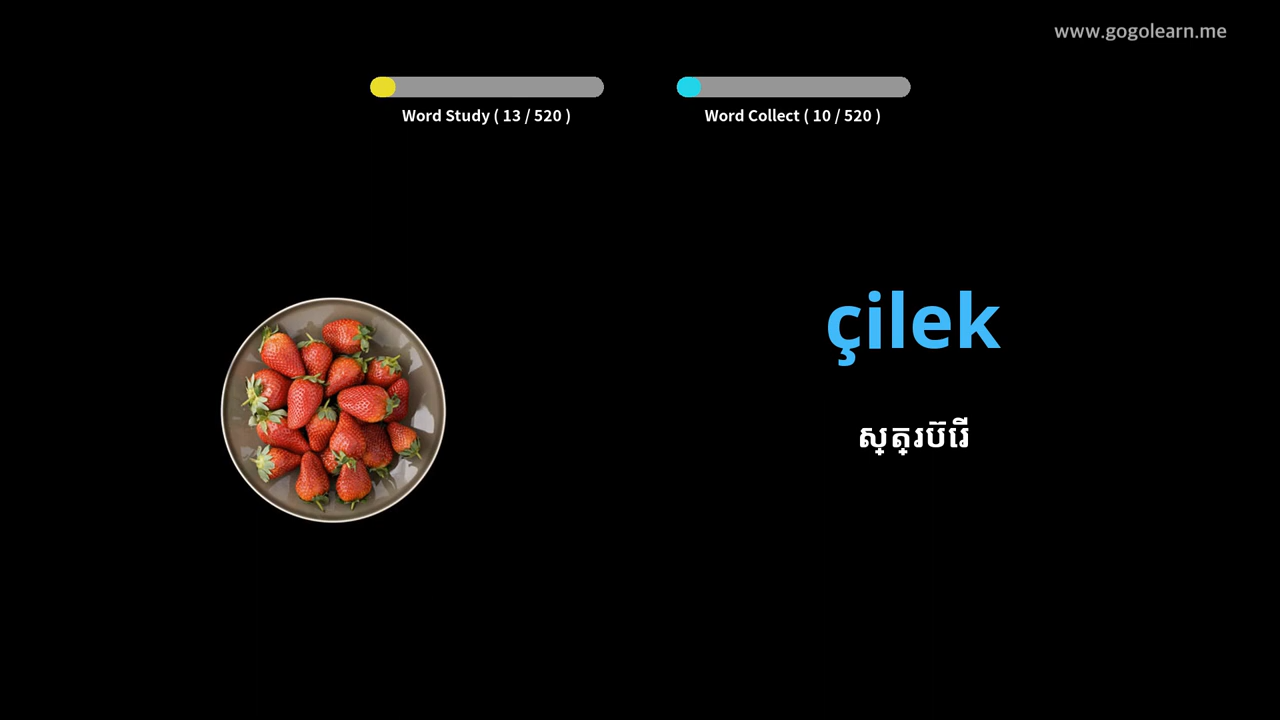 www.gogolearn.me
Word Study ( 13 / 520 )
Word Collect ( 10 / 520 )
çilek
ស្ត្របឺរី